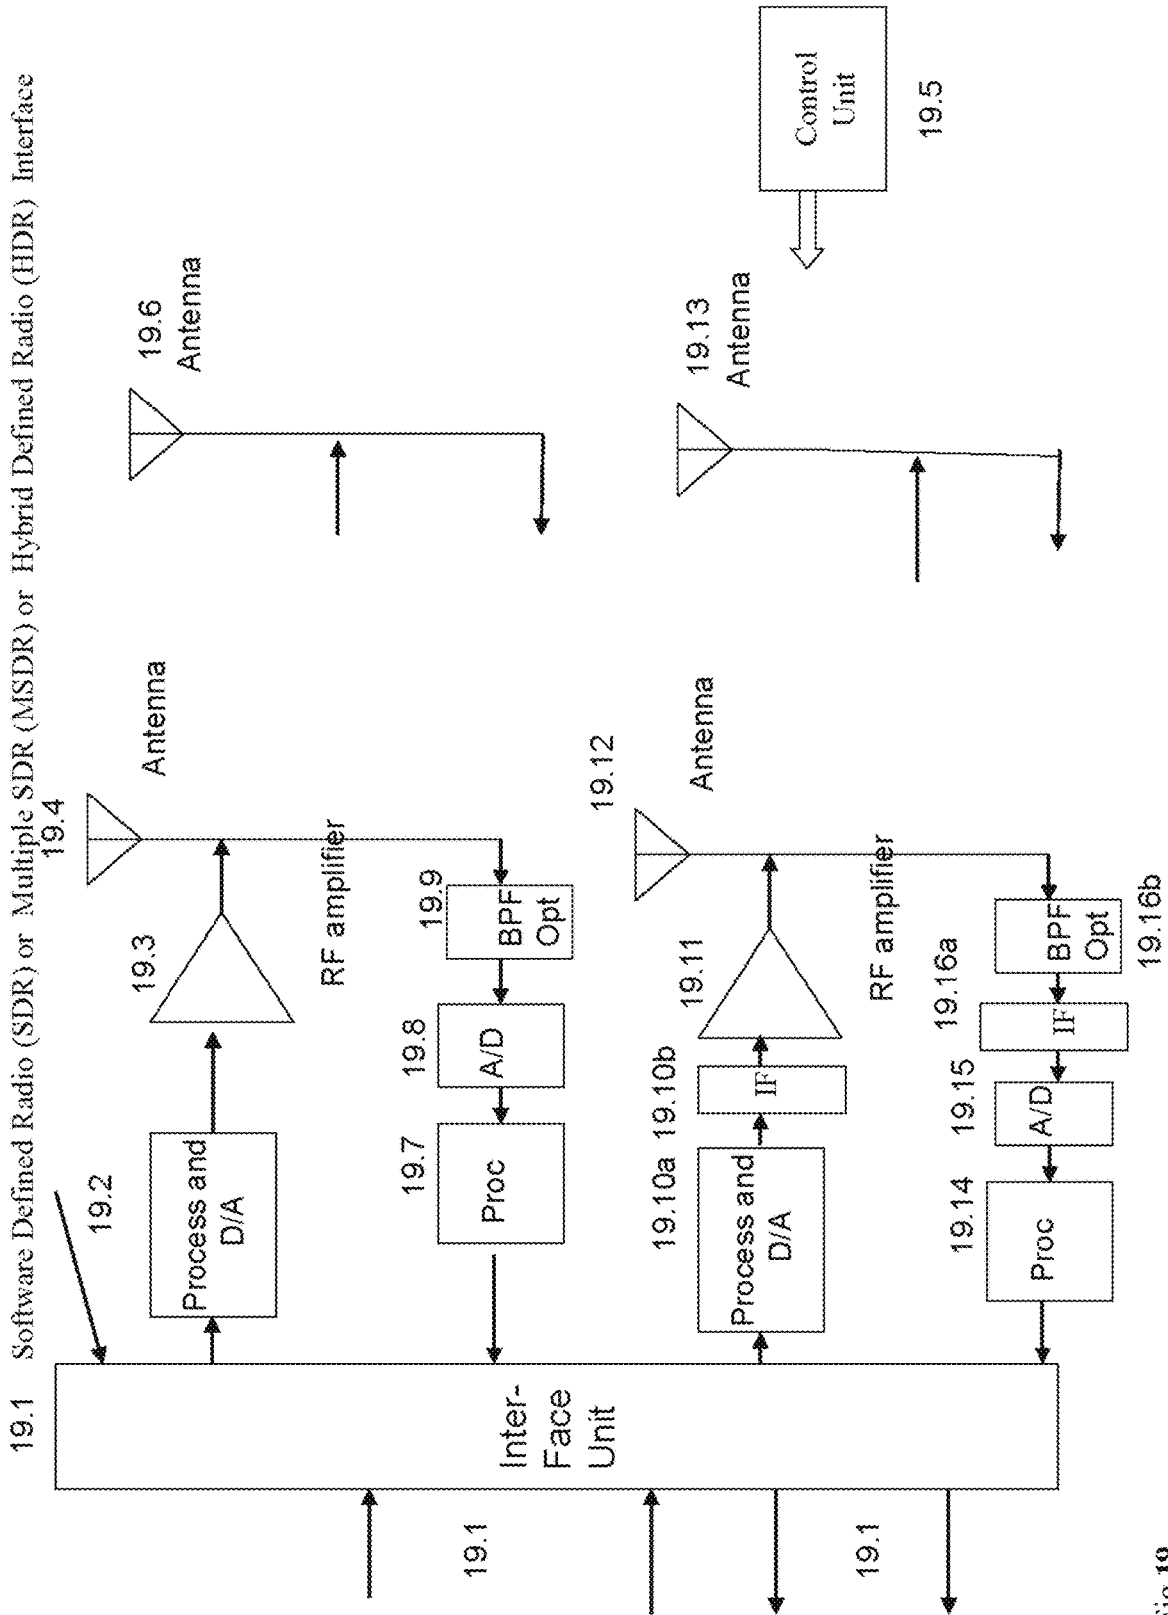 19.1 Software Defined Radio (SDR) or Multiple SDR (MSDR) or Hybrid Defined Radio (HDR) Interface
19.2
19.3
19.4
Antenna
19.6
Antenna
Process and
D/A
RF amplifier
19.7
19.8
19.9
Proc
A/D
BPF
Opt
Inter-
Face
Unit
19.10a
19.10b
19.11
19.12
Antenna
19.13
Antenna
Process and
D/A
IF
RF amplifier
Control
Unit
19.5
19.14
19.15
19.16a
Proc
A/D
IF
BPF
Opt
19.16b
19.1
19.1
19